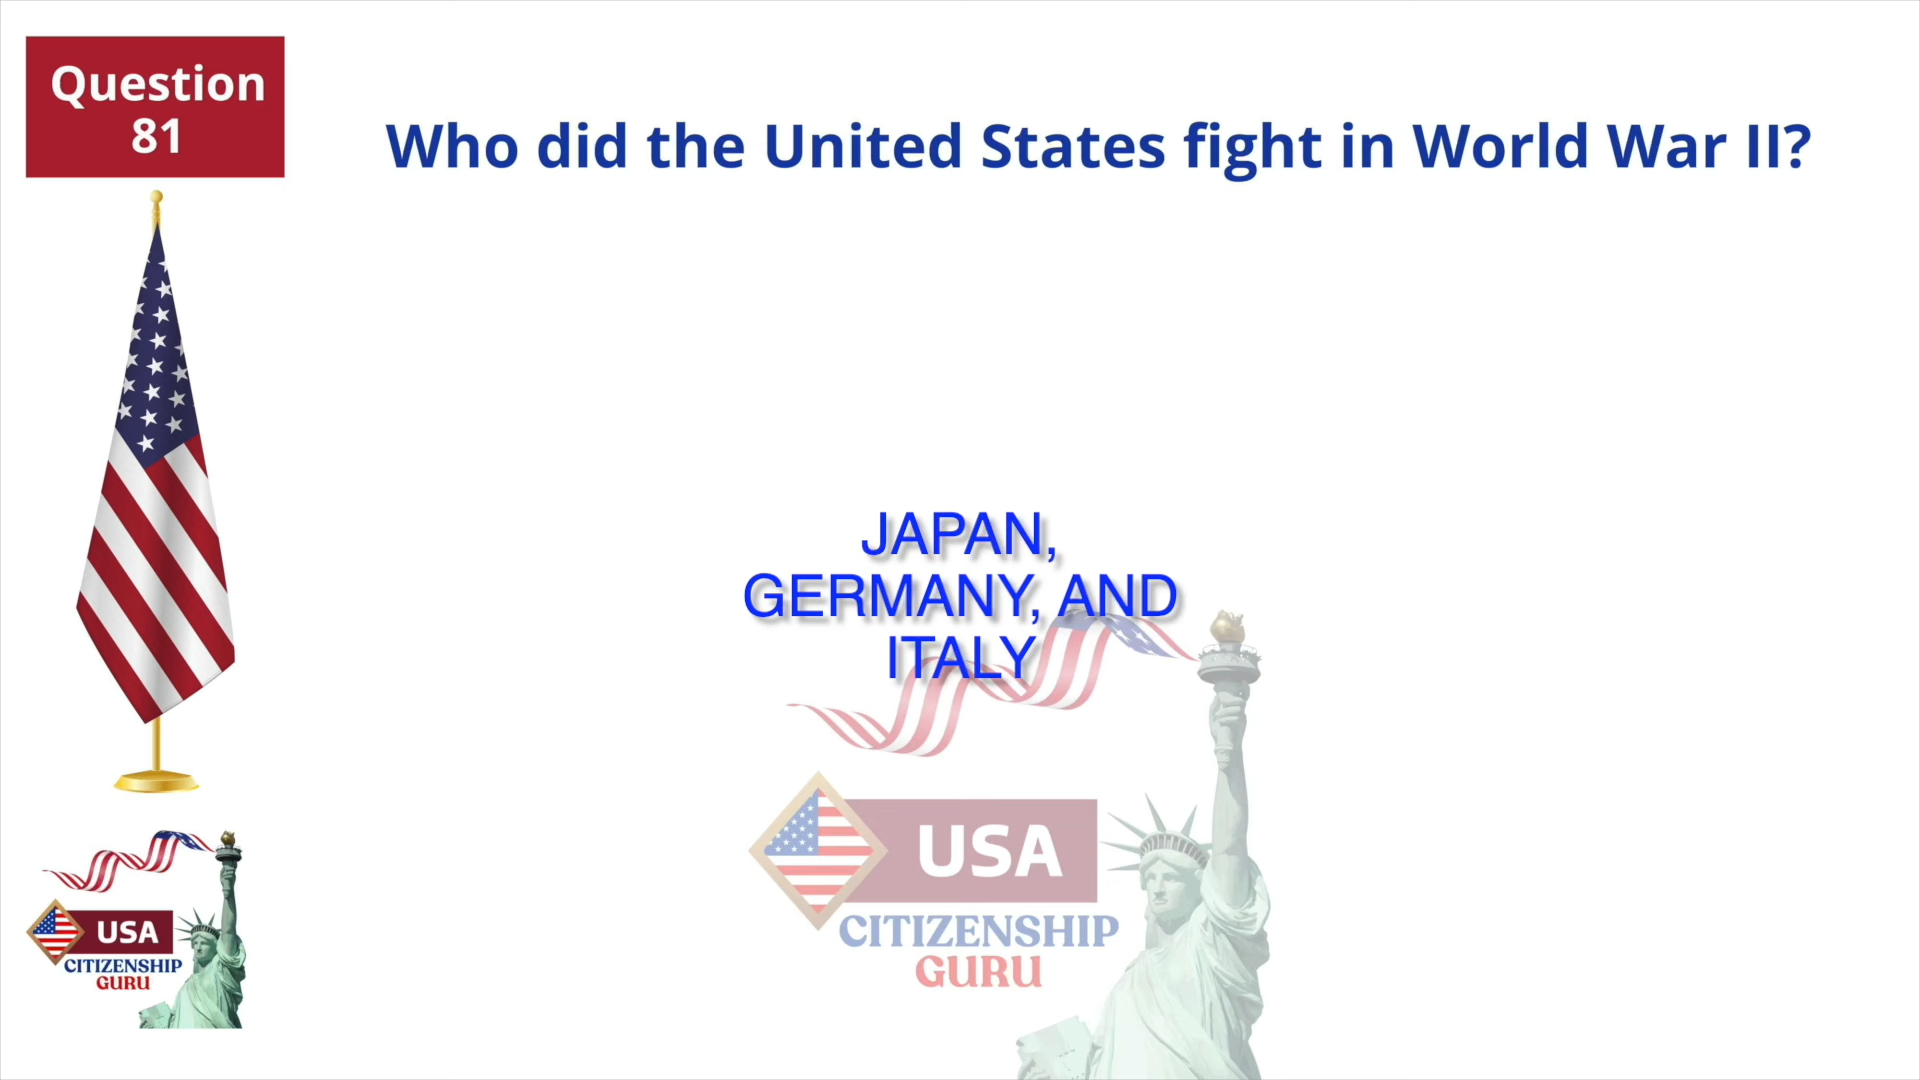 Question
81
Who did the United States fight in World War II?
JAPAN,
GERMANY, AND
ITALY
USA
CITIZENSHIP
GURU
USA
CITIZENSHIP
GURU